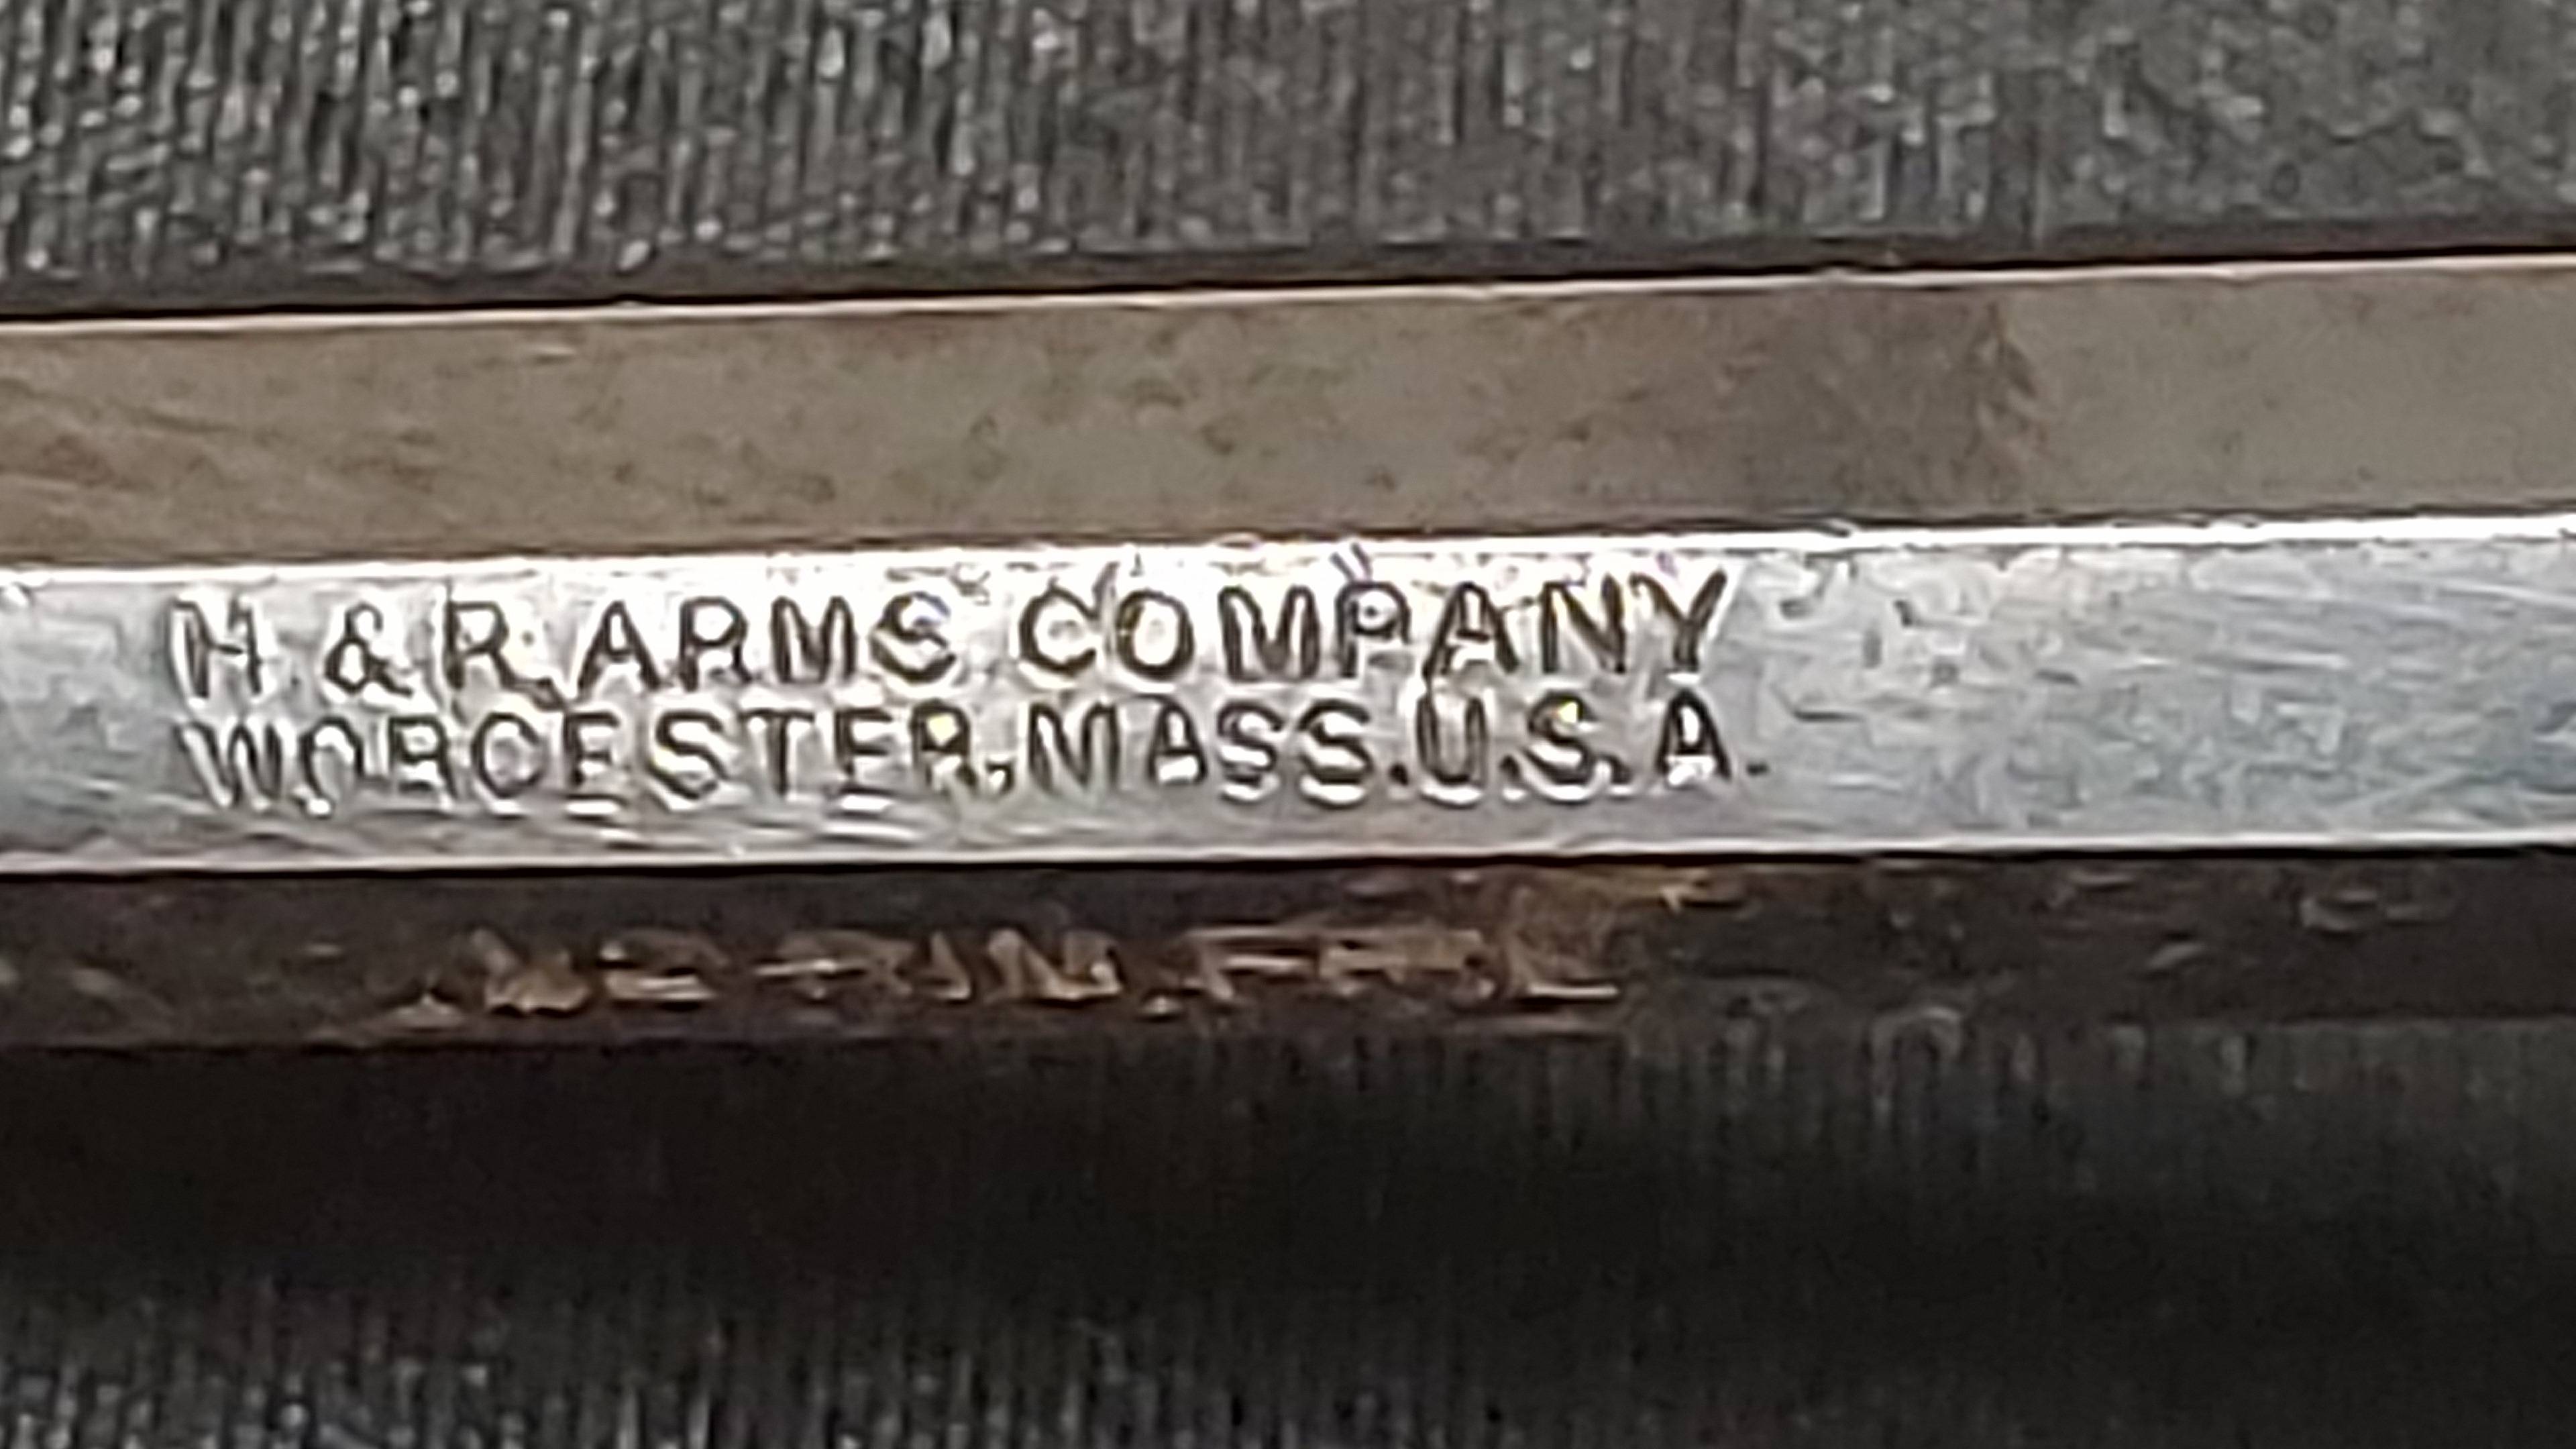 H & R ARMS COMPANY
WORCESTER, MASS. U.S.A.